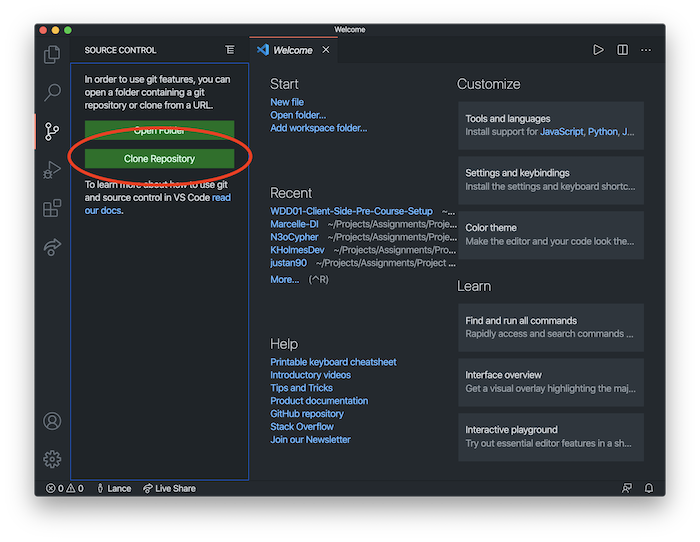 Welcome
SOURCE CONTROL
Welcome
In order to use git features, you can
open a folder containing a git
repository or clone from a URL.
Open Folder
Clone Repository
To learn more about how to use git
and source control in VS Code read
our docs.
Start
New file
Open folder...
Add workspace folder...
Recent
WDD01-Client-Side-Pre-Course-Setup ~...
Marcelle-DI ~/Projects/Assignments/Proje...
N3oCypher ~/Projects/Assignments/Projec...
KHolmesDev ~/Projects/Assignments/Pro...
justan90 ~/Projects/Assignments/Project ...
More... (^R)
Help
Printable keyboard cheatsheet
Introductory videos
Tips and Tricks
Product documentation
GitHub repository
Stack Overflow
Join our Newsletter
Customize
Tools and languages
Install support for JavaScript, Python, J...
Settings and keybindings
Install the settings and keyboard shortc...
Color theme
Make the editor and your code look the...
Learn
Find and run all commands
Rapidly access and search commands ...
Interface overview
Get a visual overlay highlighting the maj...
Interactive playground
Try out essential editor features in a sh...
0 0 Lance Live Share